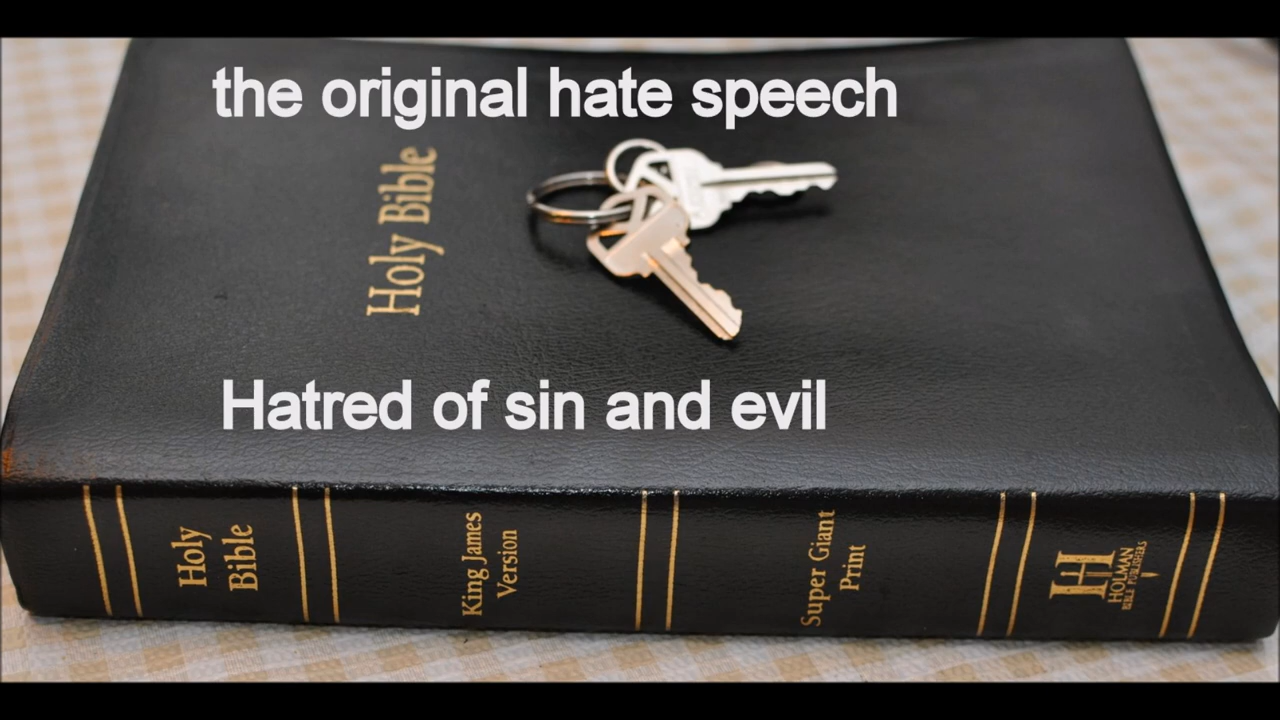 the original hate speech
Holy Bible
Hatred of sin and evil
Holy
Bible
King James
Version
Super Giant
Print
HOLMAN
BIBLE PUBLISHERS